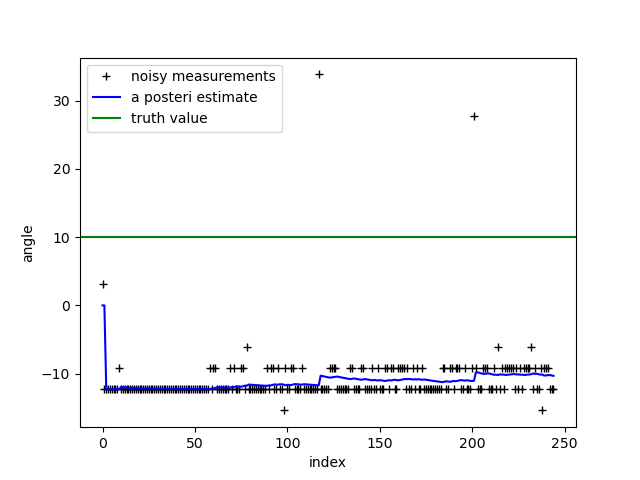 noisy measurements
a posteri estimate
truth value
angle
30
20
10
0
−10
0
50
100
150
200
250
index